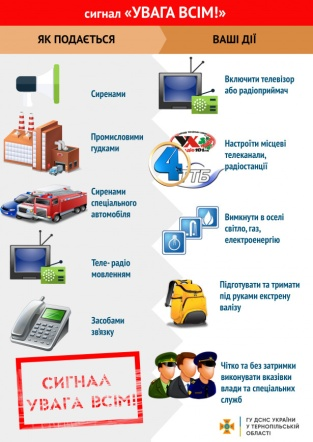 сигнал «УВАГА ВСІМ!»
ЯК ПОДАЄТЬСЯ
ВАШІ ДІЇ
Сиренами
Включити телевізор
або радіоприймач
Промисловими
гудками
Настроїти місцеві
телеканали,
радіостанції
Сиренами
спеціального
автомобіля
Вимкнути в оселі
світло, газ,
електроенергію
Теле- радіо
мовленням
Підготувати та тримати
під руками екстрену
валізу
Засобами
зв'язку
Чітко та без затримки
виконувати вказівки
влади та спеціальних
служб
СИГНАЛ
УВАГА ВСІМ!
ГУ ДСНС УКРАЇНИ
У ТЕРНОПІЛЬСЬКІЙ
ОБЛАСТІ